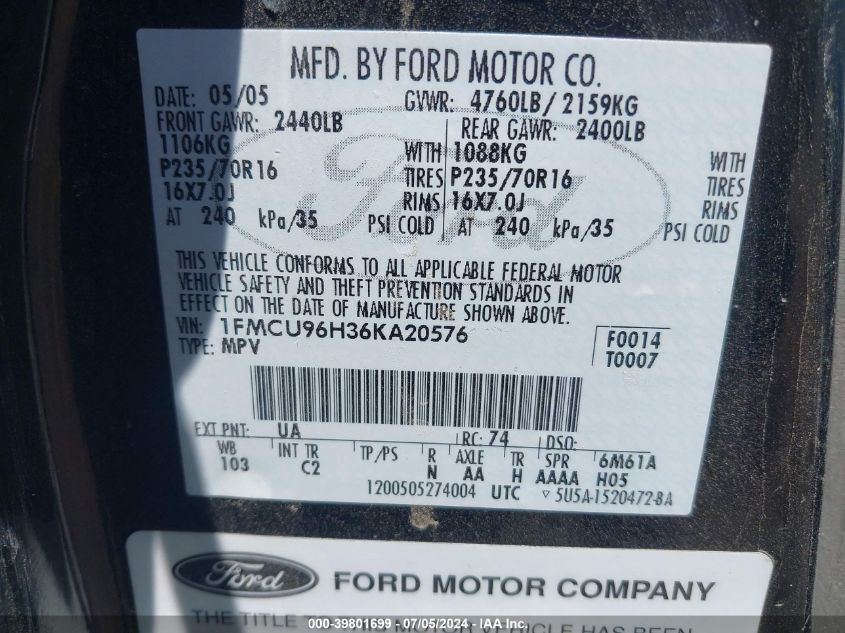 MFD. BY FORD MOTOR CO.
DATE: 05/05 GVWR: 4760LB/2159KG
FRONT GAWR: 2440LB REAR GAWR: 2400LB
1106KG WITH 1088KG WITH
P235/70R16 TIRES P235/70R16 TIRES
16X7.0J RIMS 16X7.0J RIMS
AT 240 kPa/35 PSI COLD AT 240 kPa/35 PSI COLD
Ford
THIS VEHICLE CONFORMS TO ALL APPLICABLE FEDERAL MOTOR
VEHICLE SAFETY AND THEFT PREVENTION STANDARDS IN
EFFECT ON THE DATE OF MANUFACTURE SHOWN ABOVE.
VIN: 1FMCU96H36KA20576 F0014
TYPE: MPV T0007
EXT PNT: UA RC: 74 DSO:
WB INT TR TP/PS R AXLE TR SPR 6M61A
103 C2 N AA H AAAA H05
1200505274004 UTC ▽ 5U5A-1520472-BA
Ford FORD MOTOR COMPANY
000-39801699 - 07/05/2024 - IAA Inc.